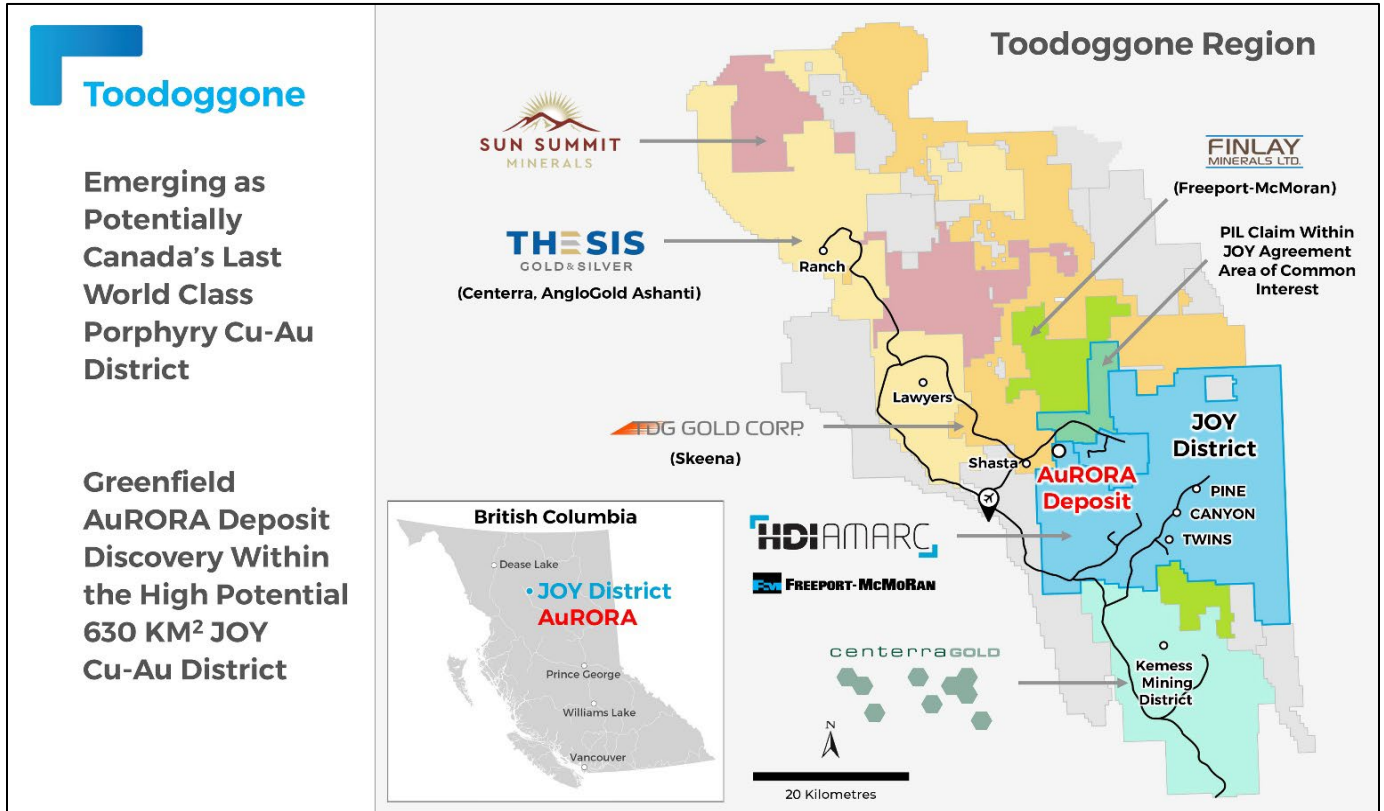 Toodoggone
Emerging as
Potentially
Canada's Last
World Class
Porphyry Cu-Au
District
Greenfield
AuRORA Deposit
Discovery Within
the High Potential
630 KM² JOY
Cu-Au District
Toodoggone Region
SUN SUMMIT
MINERALS
FINLAY
MINERALS LTD.
(Freeport-McMoran)
PIL Claim Within
JOY Agreement
Area of Common
Interest
THESIS
GOLD & SILVER
(Centerra, AngloGold Ashanti)
Ranch
Lawyers
TDG GOLD CORP.
(Skeena)
Shasta
JOY
District
AuRORA
Deposit
PINE
CANYON
TWINS
HDI AMARC
FREEPORT-McMoRAN
centerraGOLD
Kemess
Mining
District
British Columbia
Dease Lake
JOY District
AuRORA
Prince George
Williams Lake
Vancouver
N
20 Kilometres